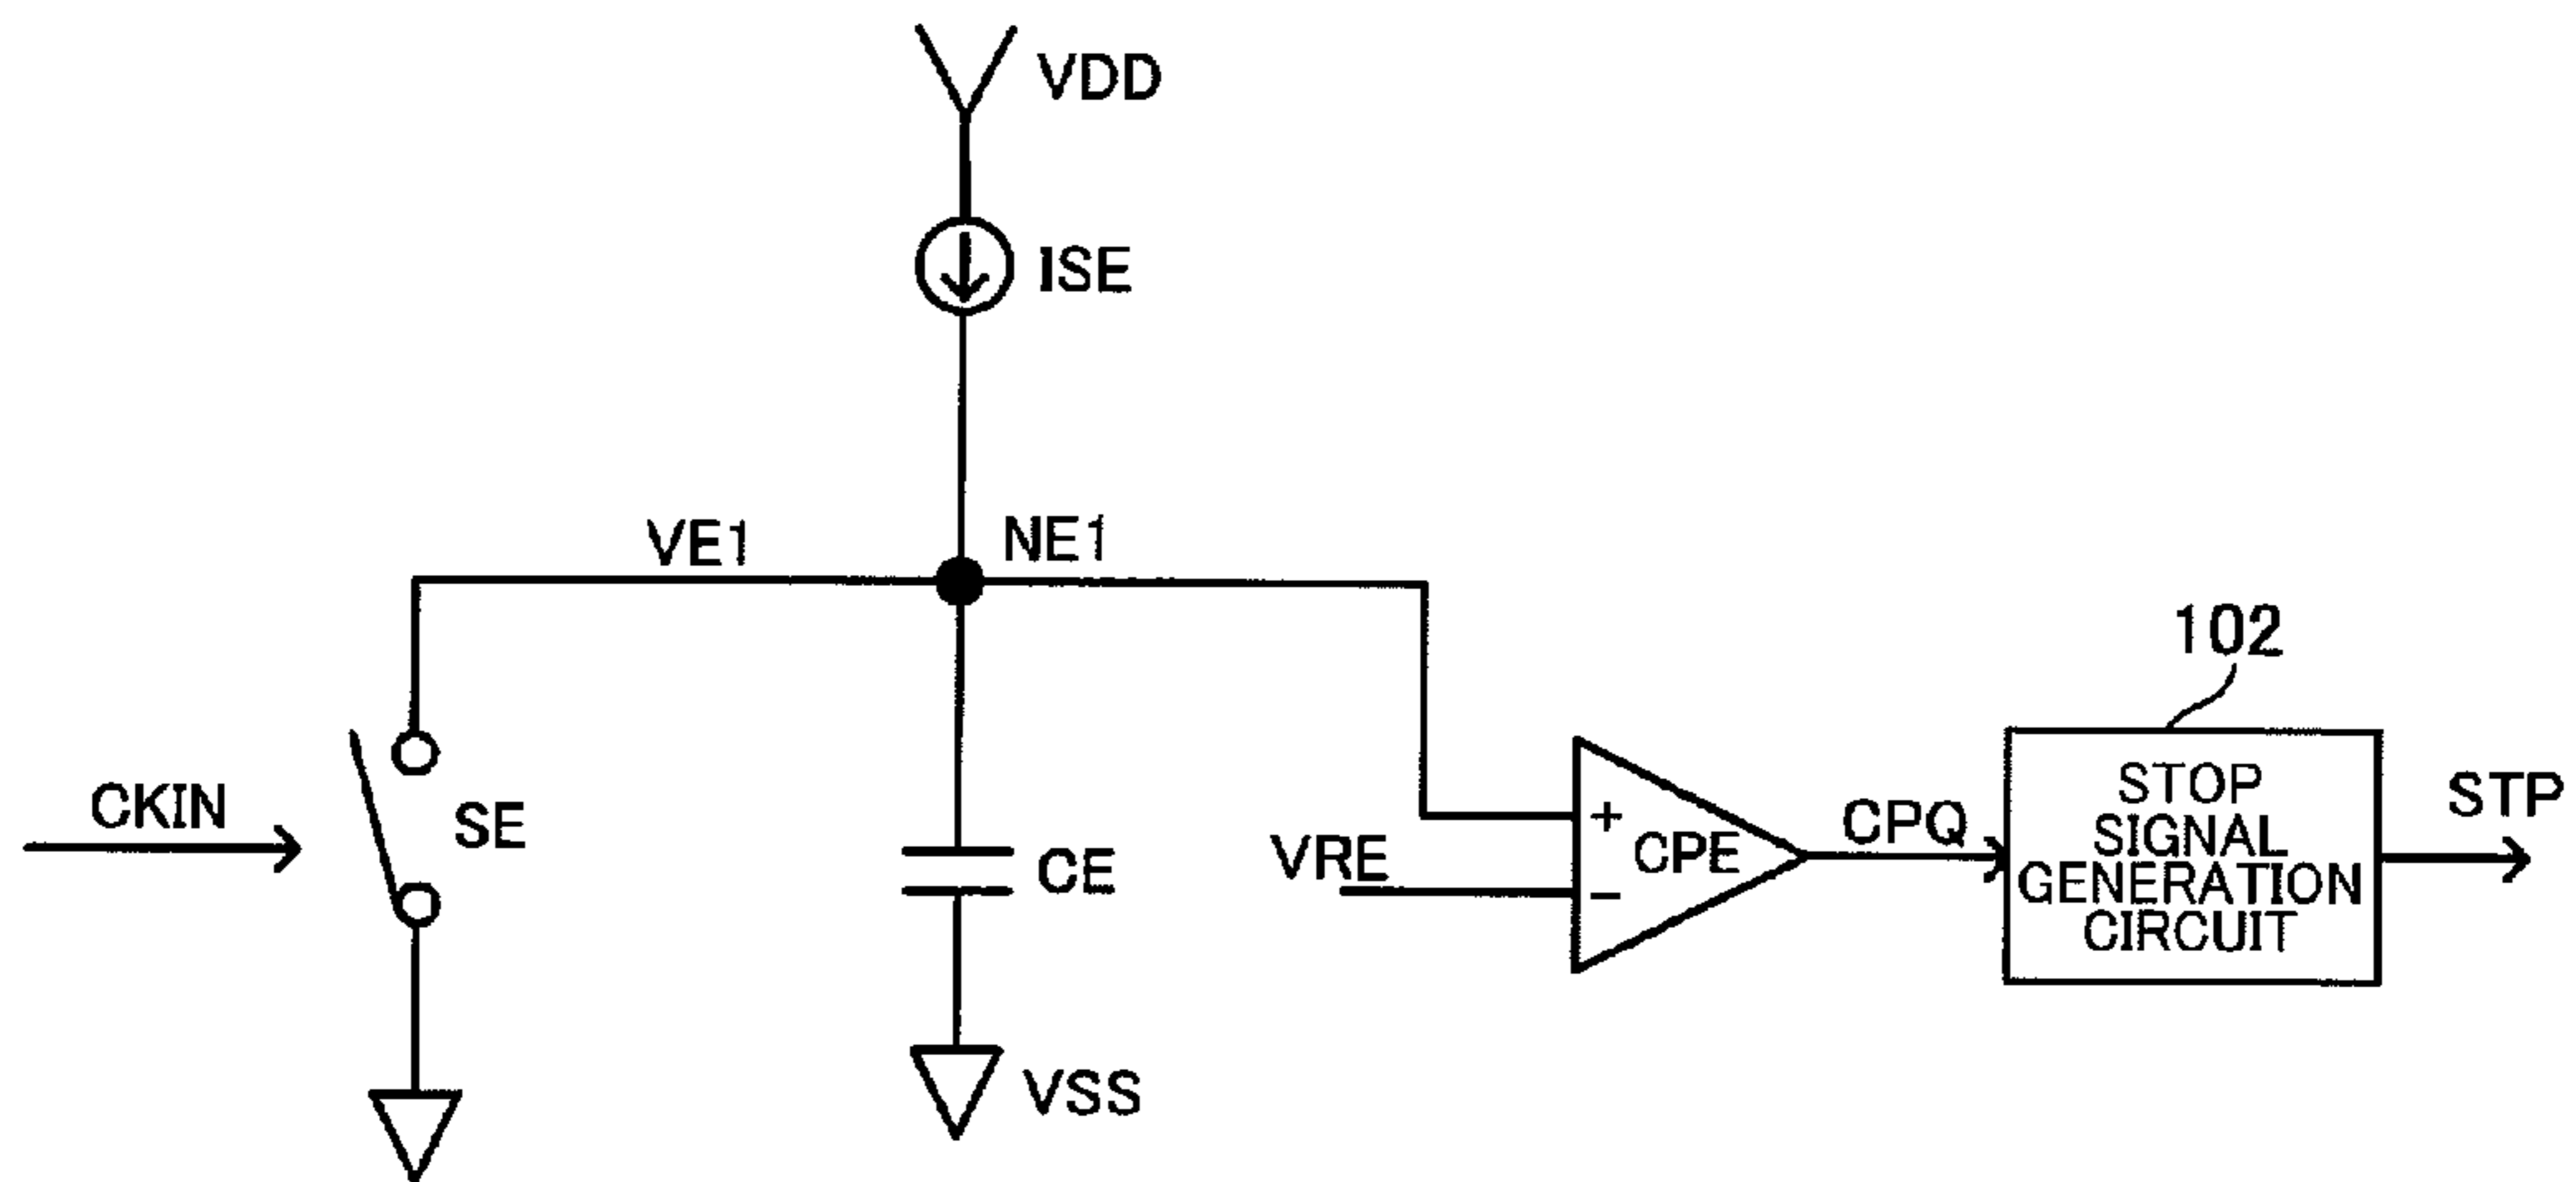 VDD
ISE
VE1
NE1
102
CKIN
SE
CE
VRE
+
CPE
−
CPQ
STOP
SIGNAL
GENERATION
CIRCUIT
STP
VSS